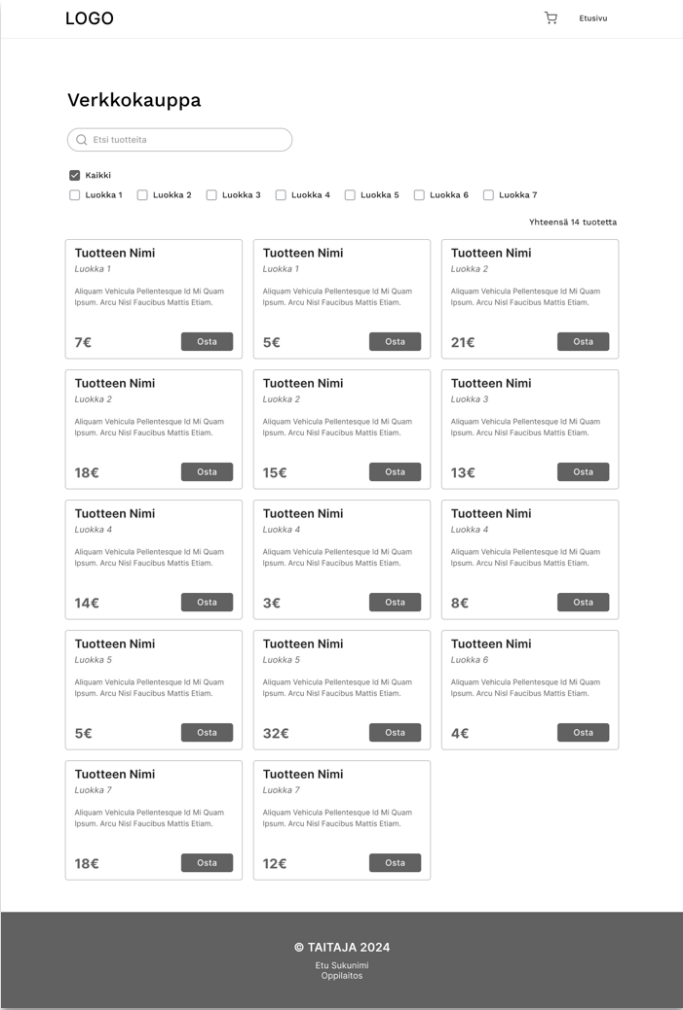 LOGO
Etusivu
Verkkokauppa
Etsi tuotteita
Kaikki
Luokka 1 Luokka 2 Luokka 3 Luokka 4 Luokka 5 Luokka 6 Luokka 7
Yhteensä 14 tuotetta
Tuotteen Nimi
Luokka 1
Aliquam Vehicula Pellentesque Id Mi Quam
Ipsum. Arcu Nisl Faucibus Mattis Etiam.
7€ Osta
Tuotteen Nimi
Luokka 1
Aliquam Vehicula Pellentesque Id Mi Quam
Ipsum. Arcu Nisl Faucibus Mattis Etiam.
5€ Osta
Tuotteen Nimi
Luokka 2
Aliquam Vehicula Pellentesque Id Mi Quam
Ipsum. Arcu Nisl Faucibus Mattis Etiam.
21€ Osta
Tuotteen Nimi
Luokka 2
Aliquam Vehicula Pellentesque Id Mi Quam
Ipsum. Arcu Nisl Faucibus Mattis Etiam.
18€ Osta
Tuotteen Nimi
Luokka 2
Aliquam Vehicula Pellentesque Id Mi Quam
Ipsum. Arcu Nisl Faucibus Mattis Etiam.
15€ Osta
Tuotteen Nimi
Luokka 3
Aliquam Vehicula Pellentesque Id Mi Quam
Ipsum. Arcu Nisl Faucibus Mattis Etiam.
13€ Osta
Tuotteen Nimi
Luokka 4
Aliquam Vehicula Pellentesque Id Mi Quam
Ipsum. Arcu Nisl Faucibus Mattis Etiam.
14€ Osta
Tuotteen Nimi
Luokka 4
Aliquam Vehicula Pellentesque Id Mi Quam
Ipsum. Arcu Nisl Faucibus Mattis Etiam.
3€ Osta
Tuotteen Nimi
Luokka 4
Aliquam Vehicula Pellentesque Id Mi Quam
Ipsum. Arcu Nisl Faucibus Mattis Etiam.
8€ Osta
Tuotteen Nimi
Luokka 5
Aliquam Vehicula Pellentesque Id Mi Quam
Ipsum. Arcu Nisl Faucibus Mattis Etiam.
5€ Osta
Tuotteen Nimi
Luokka 5
Aliquam Vehicula Pellentesque Id Mi Quam
Ipsum. Arcu Nisl Faucibus Mattis Etiam.
32€ Osta
Tuotteen Nimi
Luokka 6
Aliquam Vehicula Pellentesque Id Mi Quam
Ipsum. Arcu Nisl Faucibus Mattis Etiam.
4€ Osta
Tuotteen Nimi
Luokka 7
Aliquam Vehicula Pellentesque Id Mi Quam
Ipsum. Arcu Nisl Faucibus Mattis Etiam.
18€ Osta
Tuotteen Nimi
Luokka 7
Aliquam Vehicula Pellentesque Id Mi Quam
Ipsum. Arcu Nisl Faucibus Mattis Etiam.
12€ Osta
© TAITAJA 2024
Etu Sukunimi
Oppilaitos